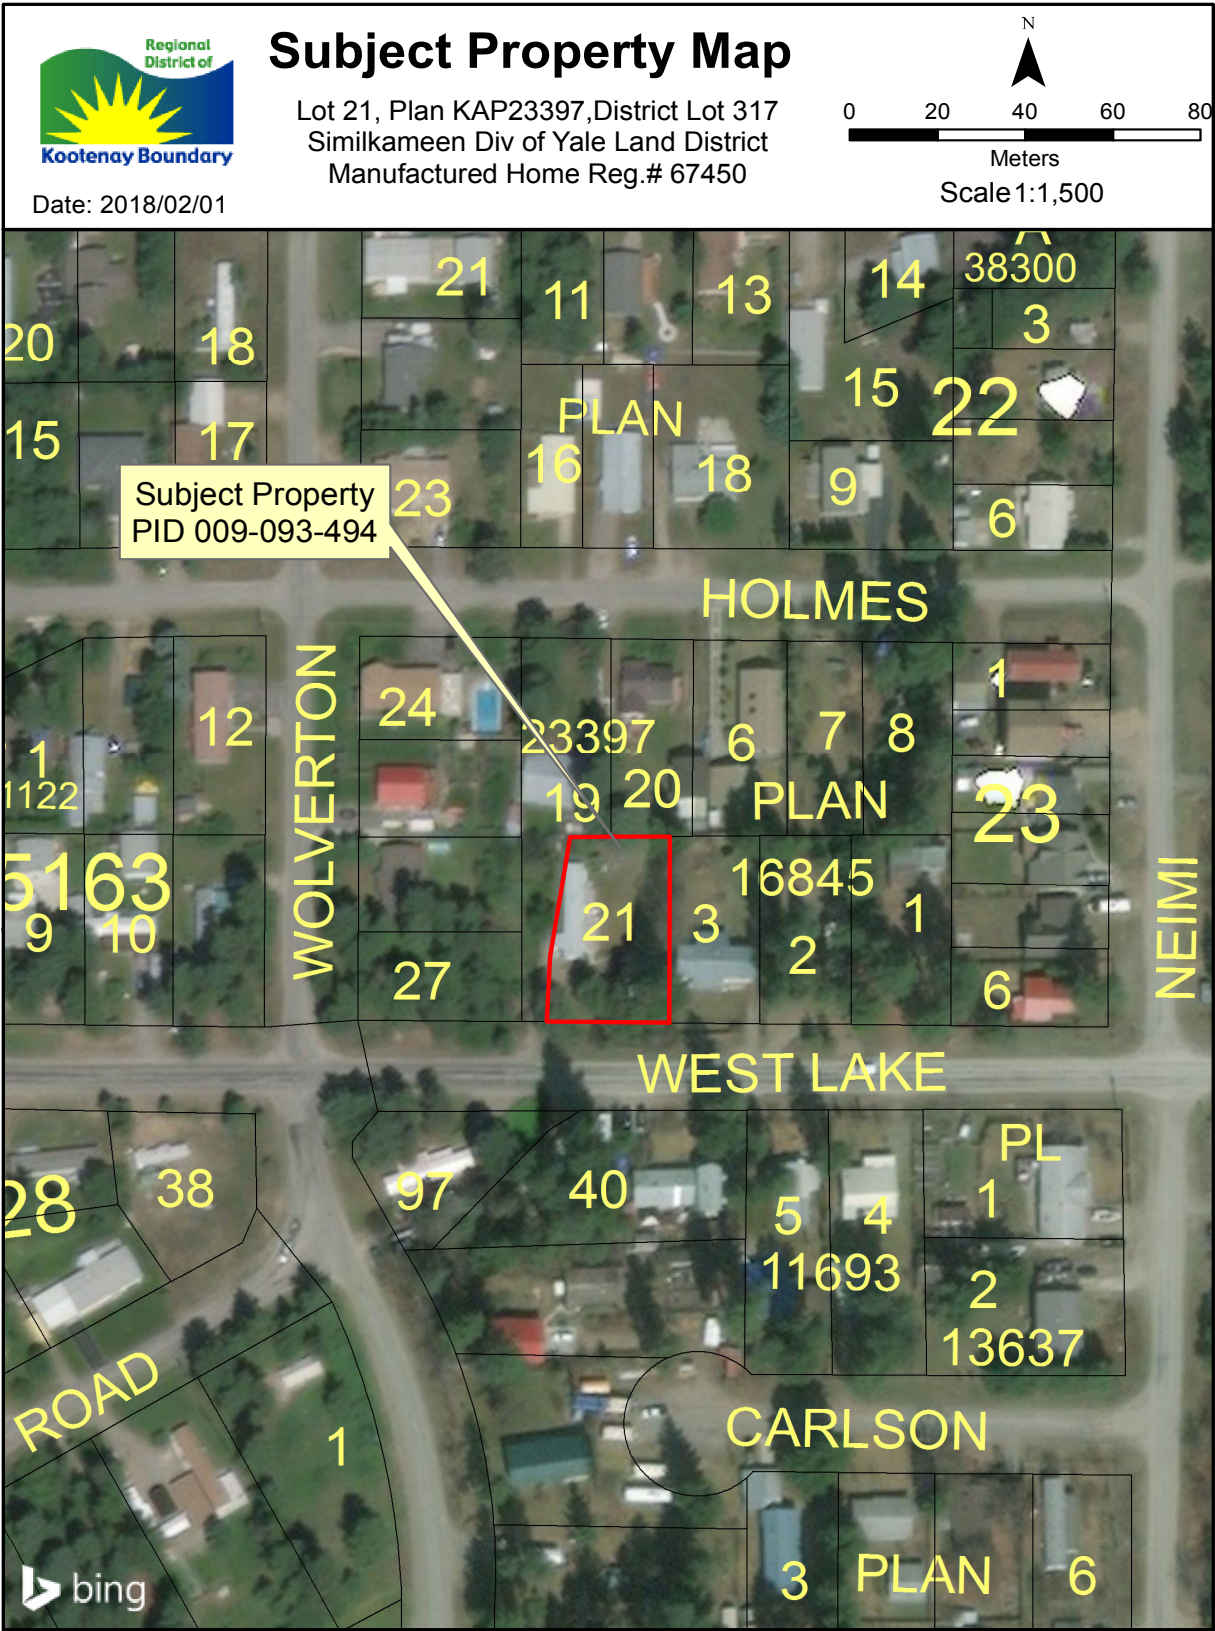 Regional
District of
Kootenay Boundary
Date: 2018/02/01
Subject Property Map
Lot 21, Plan KAP23397,District Lot 317
Similkameen Div of Yale Land District
Manufactured Home Reg.# 67450
N
0 20 40 60 80
Meters
Scale 1:1,500
A
38300
21
11
13
14
3
20
18
15
22
PLAN
15
17
16
18
9
23
6
Subject Property
PID 009-093-494
HOLMES
WOLVERTON
1
24
12
23397
6
7
8
1
1122
19
20
PLAN
23
5163
16845
9
10
21
3
1
2
27
6
NEIMI
WEST LAKE
PL
28
38
97
40
5
4
1
11693
2
13637
ROAD
1
CARLSON
3
PLAN
6
bing